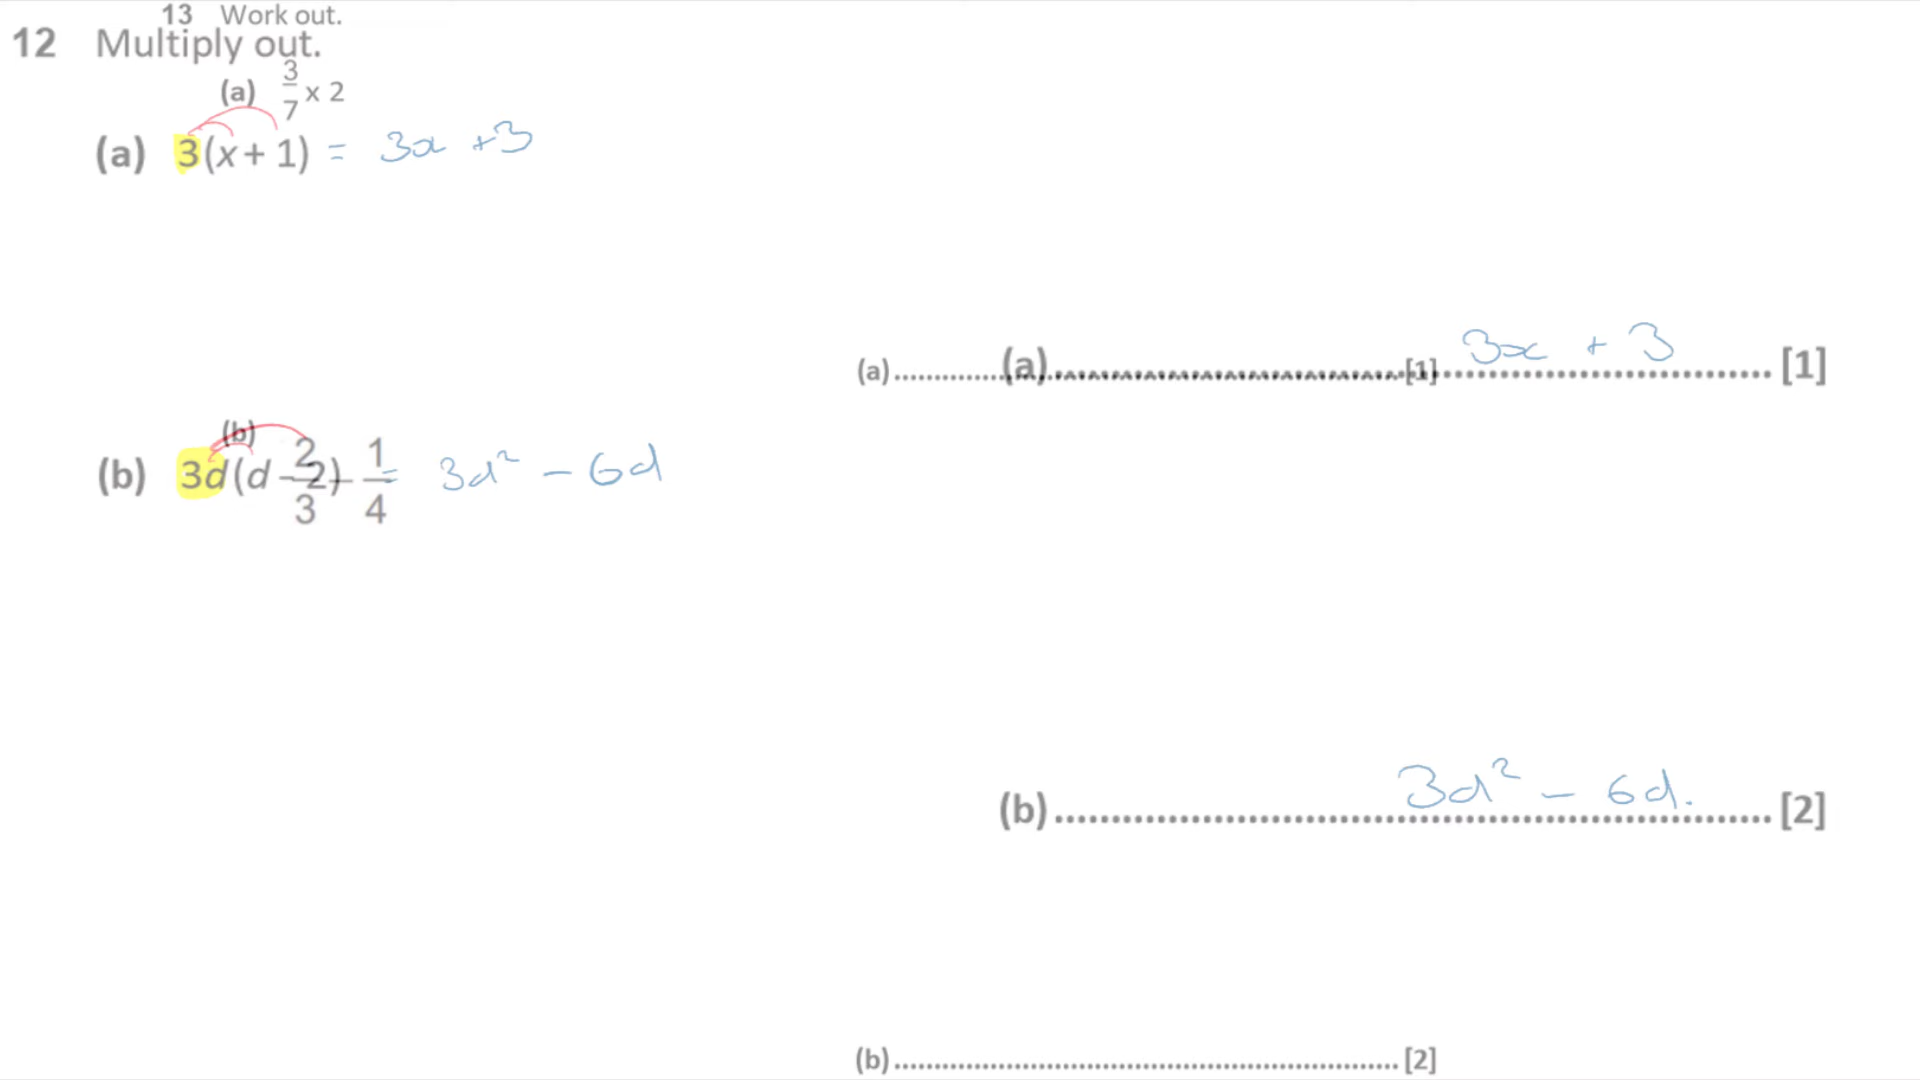 13 Work out.
12 Multiply out.
(a) 3/7 x 2
(a) 3(x + 1) = 3x + 3
3x + 3
(a) [1]
(a) [1]
(b) 2/3 - 1/4
(b) 3d(d - 2) = 3d² - 6d
3d² - 6d.
(b) [2]
(b) [2]